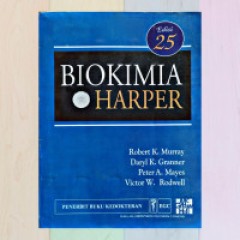 Edisi
25
BIOKIMIA
HARPER
Robert K. Murray
Daryl K. Granner
Peter A. Mayes
Victor W. Rodwell
PENERBIT BUKU KEDOKTERAN EGC